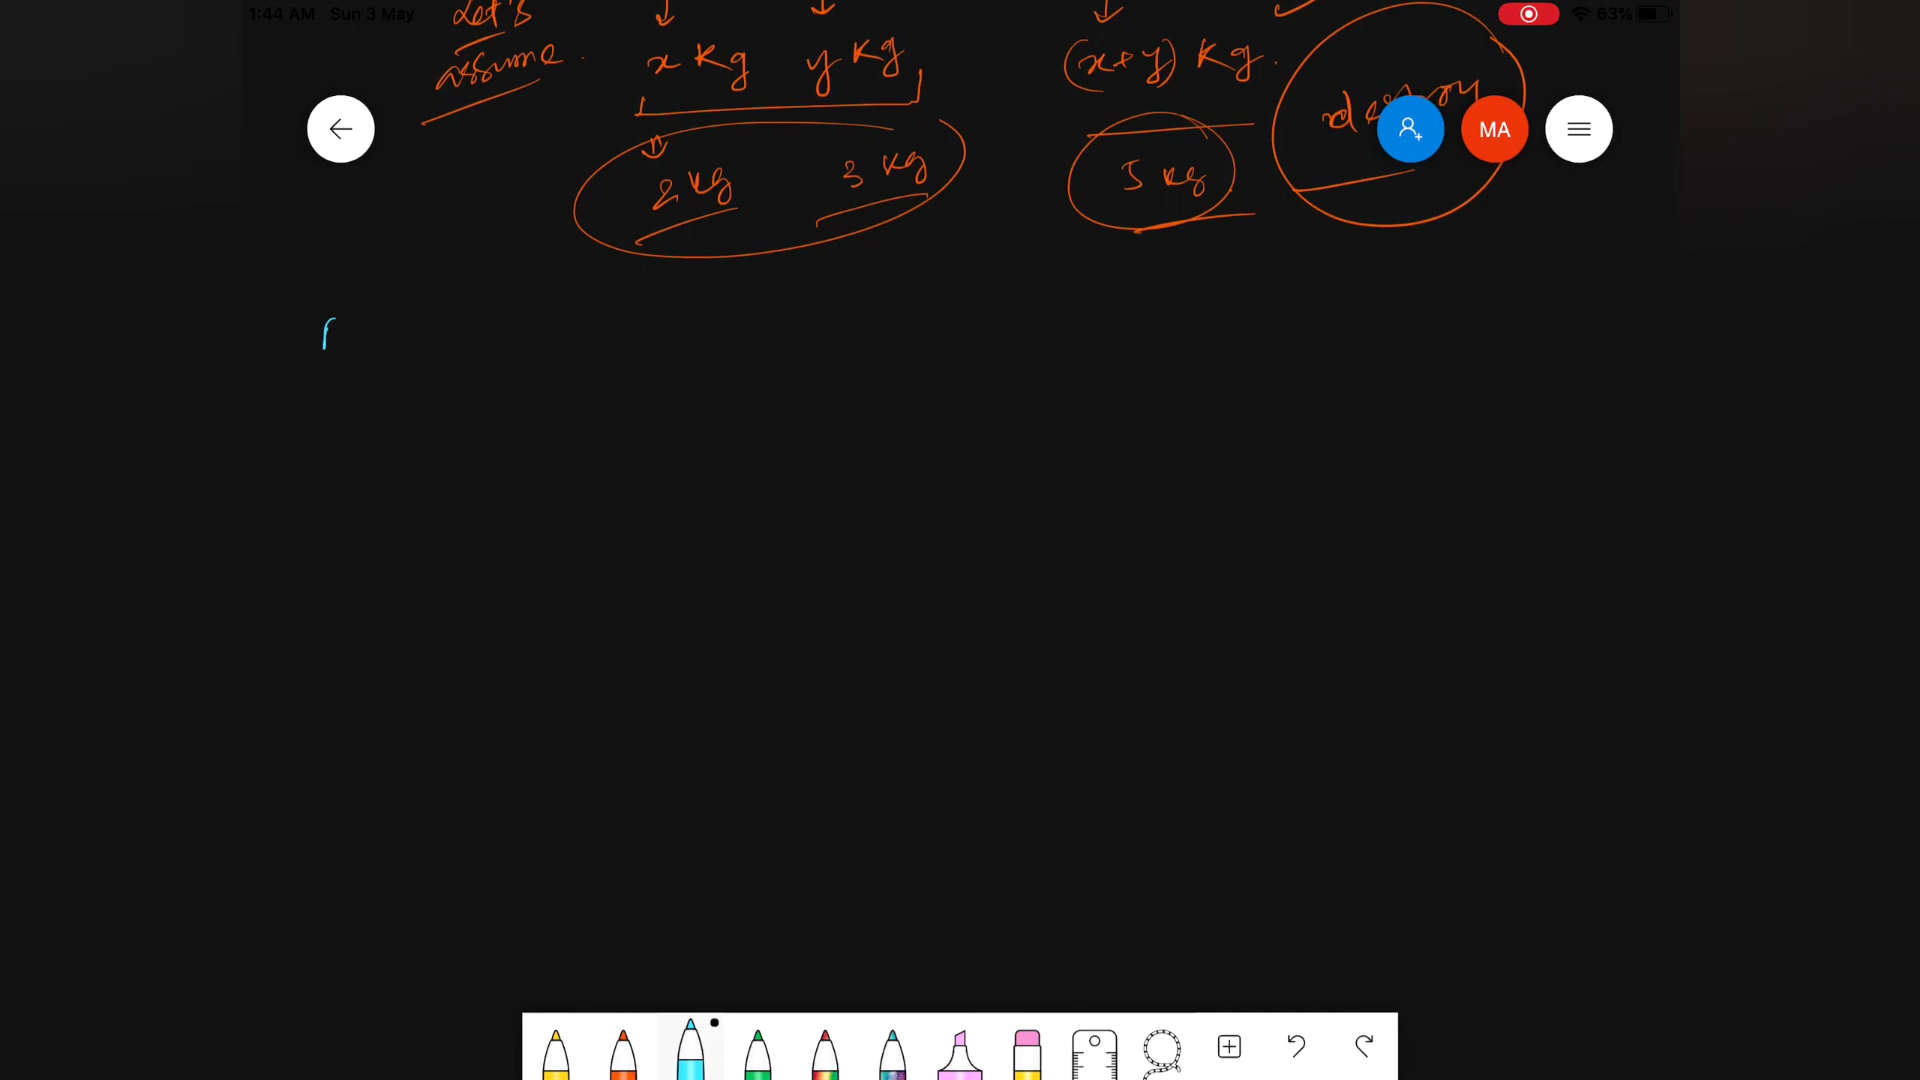 1:44 AM Sun 3 May
63%
Let's
assume.
x Kg y Kg (x+y) Kg.
2 Kg 3 Kg 5 Kg
MA